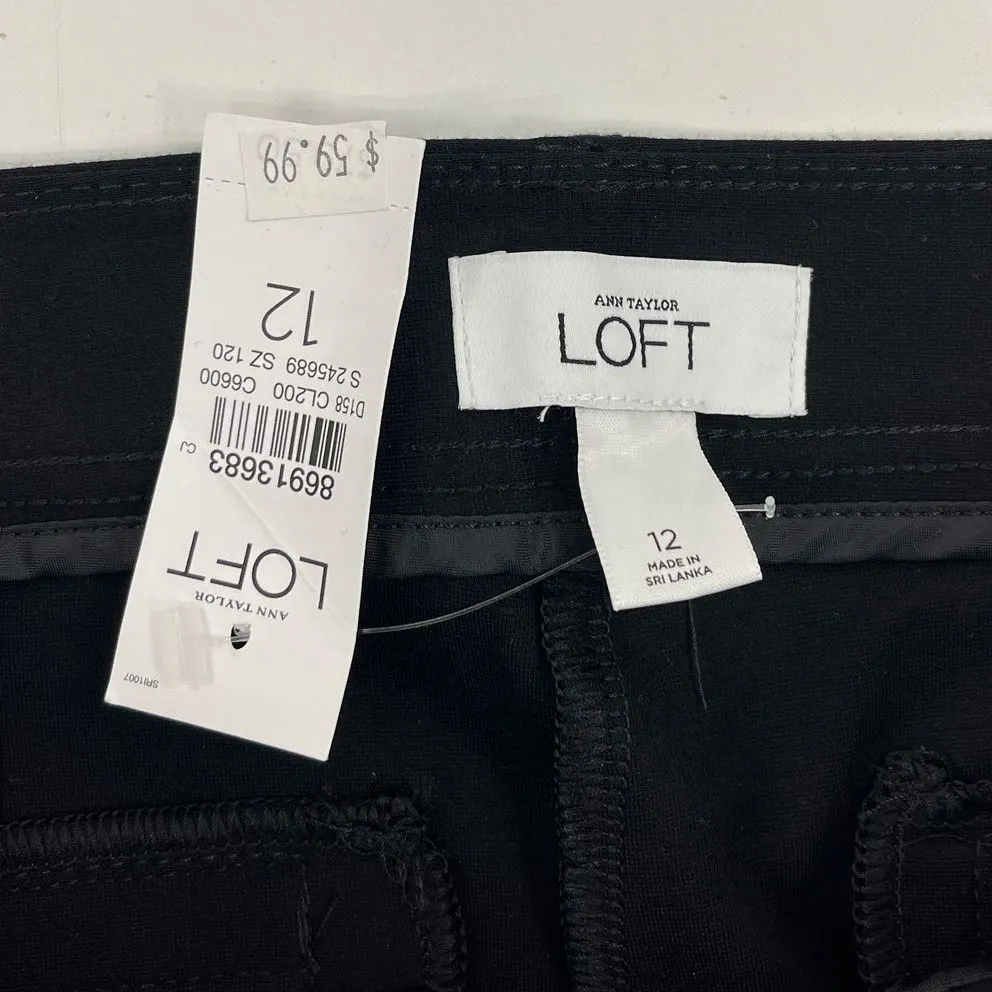 ANN TAYLOR
LOFT
12
MADE IN
SRI LANKA
SRI1007
ANN TAYLOR
LOFT
86913683
CJ
D158 CL200 C6600
S 245689 SZ 120
12
$ 59.99